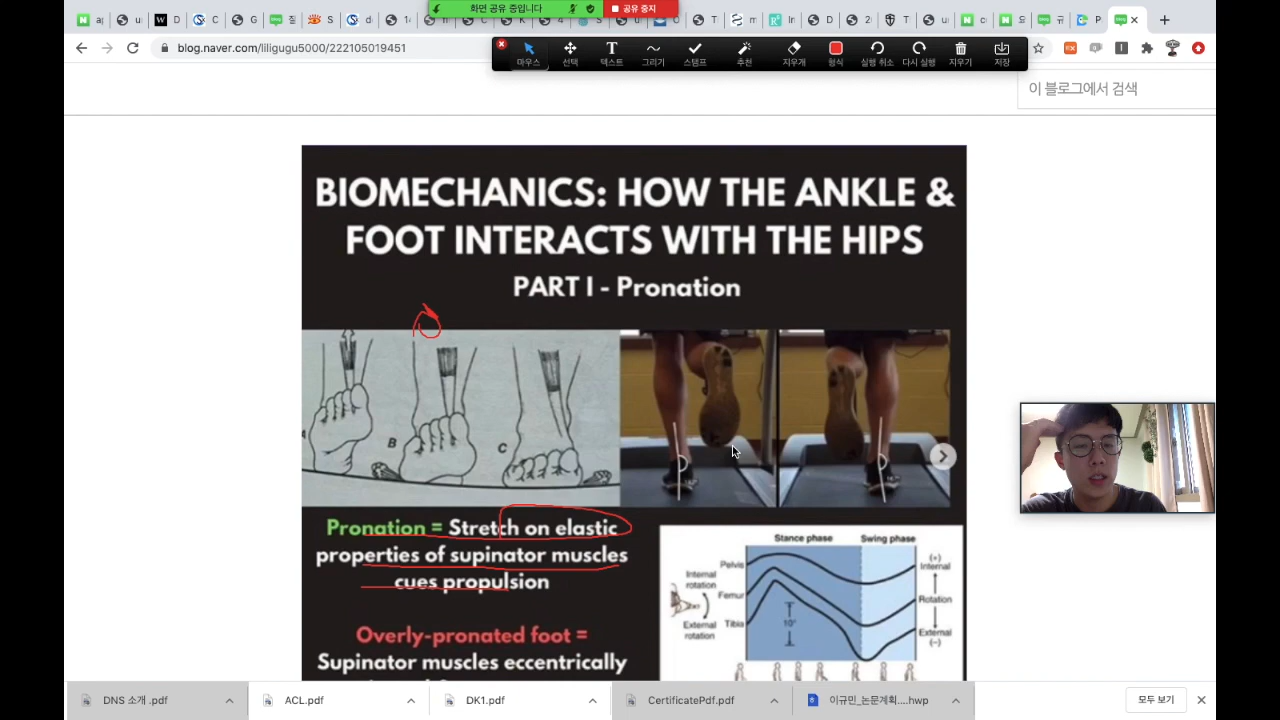 화면 공유 중입니다
공유 중지
blog.naver.com/liligugu5000/222105019451
마우스
선택
텍스트
그리기
스탬프
추천
지우개
형식
실행 취소
다시 실행
지우기
저장
이 블로그에서 검색
BIOMECHANICS: HOW THE ANKLE &
FOOT INTERACTS WITH THE HIPS
PART I - Pronation
B
C
Pronation = Stretch on elastic
properties of supinator muscles
cues propulsion
Overly-pronated foot =
Supinator muscles eccentrically
Stance phase
Swing phase
Pelvis
Femur
Tibia
Internal
rotation
External
rotation
10°
(+)
Internal
Rotation
External
(−)
DNS 소개 .pdf
ACL.pdf
DK1.pdf
CertificatePdf.pdf
이규민_논문계획....hwp
모두 보기